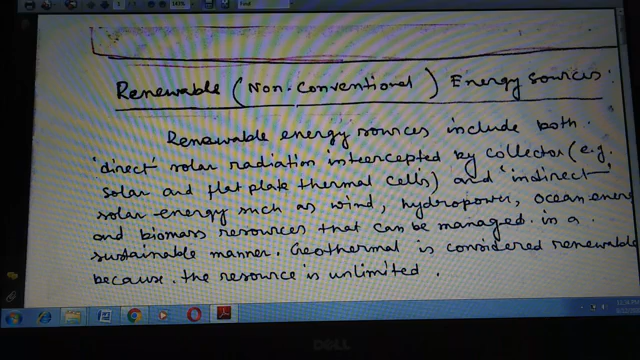 Renewable (Non-Conventional) Energy Sources:
Renewable energy sources include both
'direct' solar radiation intercepted by collector (e.g.
solar and flat plate thermal cells) and 'indirect'
solar energy such as wind, hydropower, ocean energy
and biomass resources that can be managed in a
sustainable manner. Geothermal is considered renewable
because the resource is unlimited.
DELL